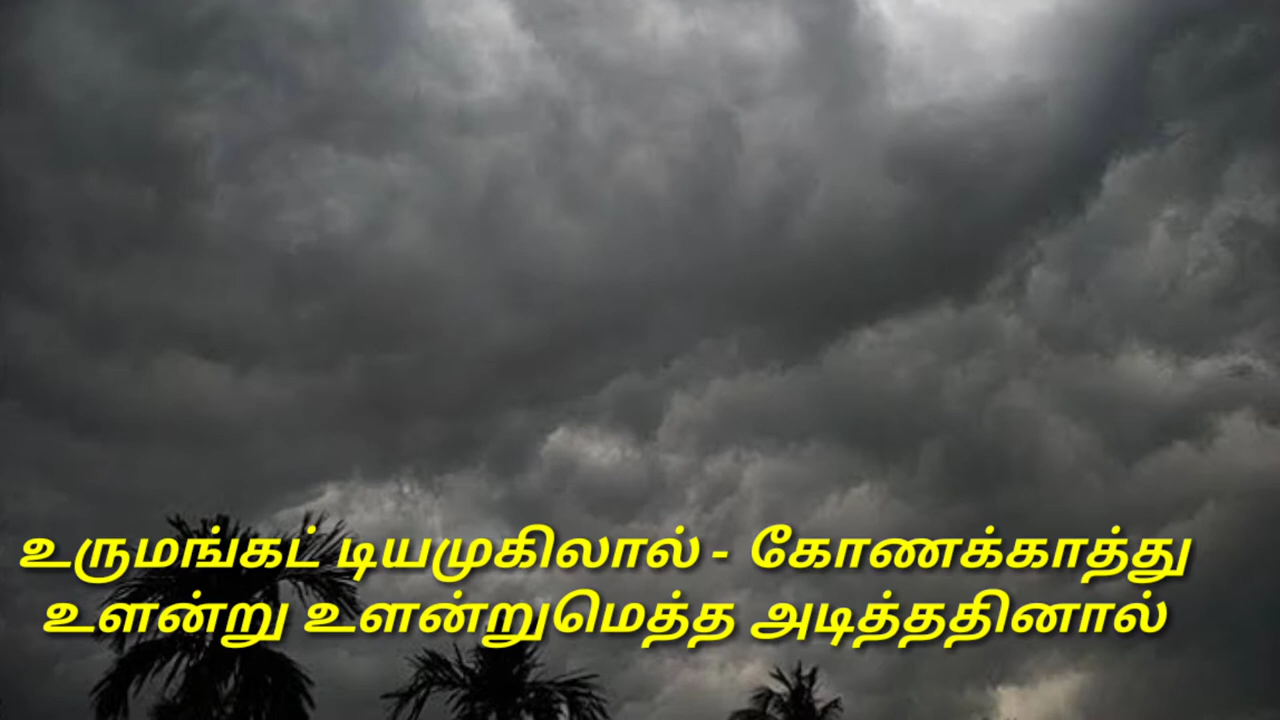 உருமங்கட் டியமுகிலால் - கோணக்காத்து
உளன்று உளன்றுமெத்த அடித்ததினால்